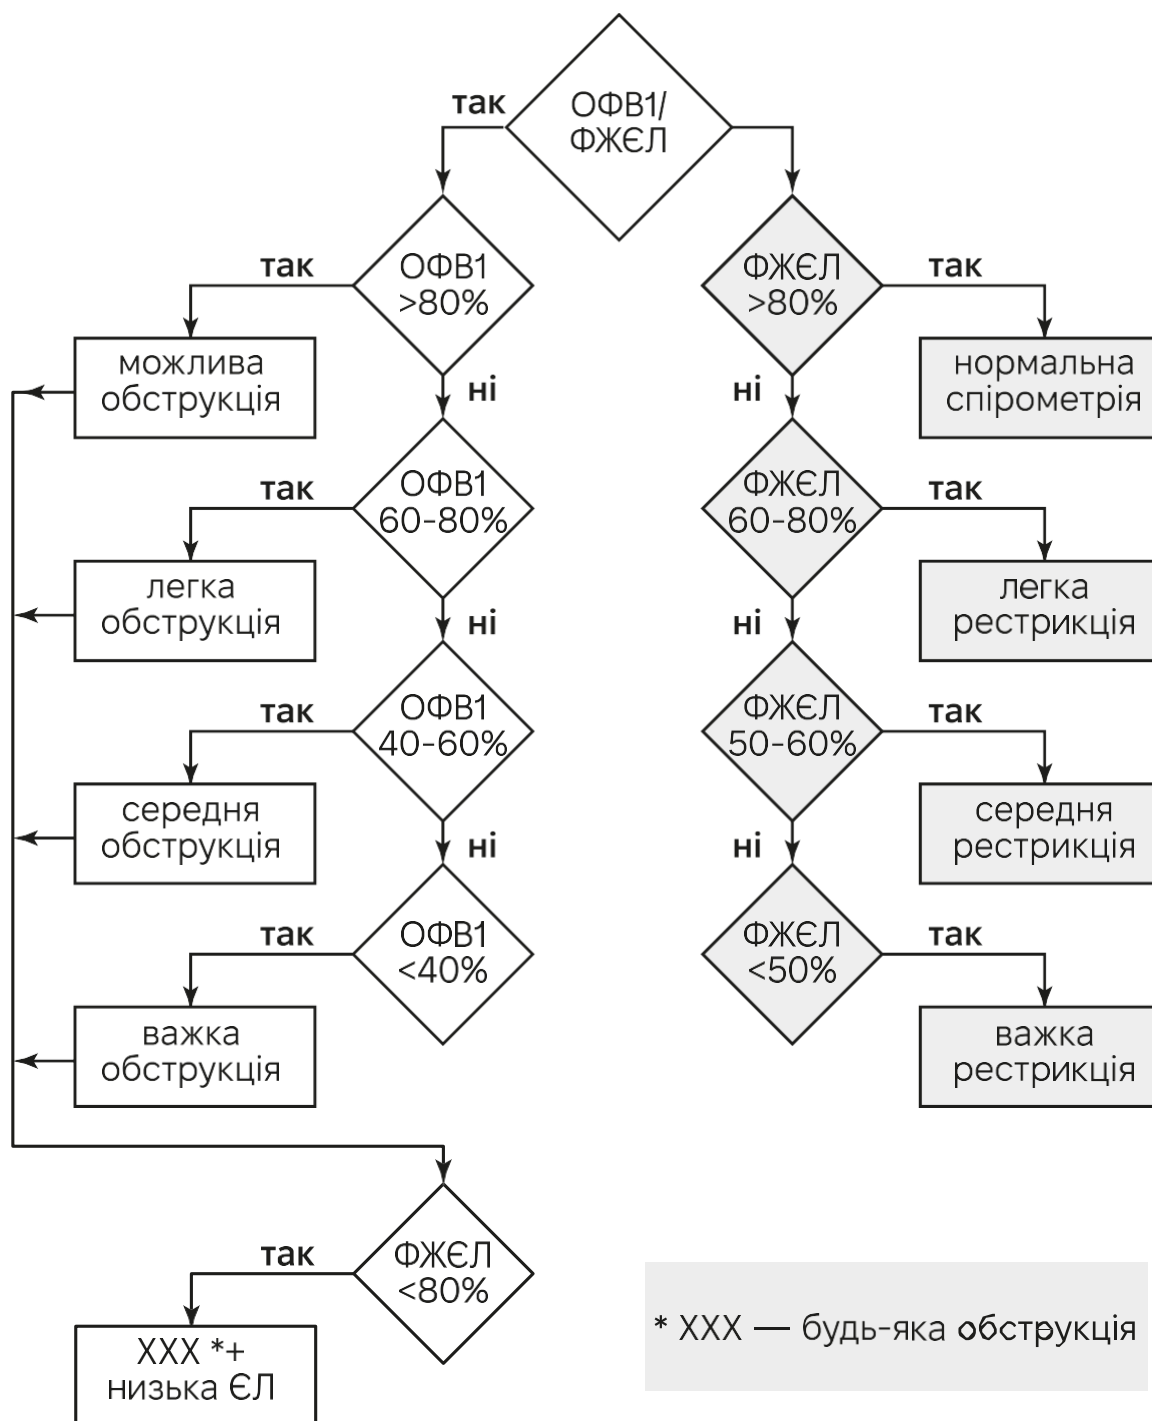 так
ОФВ1/
ФЖЄЛ
так
ОФВ1
>80%
ФЖЄЛ
>80%
так
можлива
обструкція
ні
ні
нормальна
спірометрія
так
ОФВ1
60-80%
ФЖЄЛ
60-80%
так
легка
обструкція
ні
ні
легка
рестрикція
так
ОФВ1
40-60%
ФЖЄЛ
50-60%
так
середня
обструкція
ні
ні
середня
рестрикція
так
ОФВ1
<40%
ФЖЄЛ
<50%
так
важка
обструкція
важка
рестрикція
так
ФЖЄЛ
<80%
ХХХ *+
низька ЄЛ
* ХХХ — будь-яка обструкція